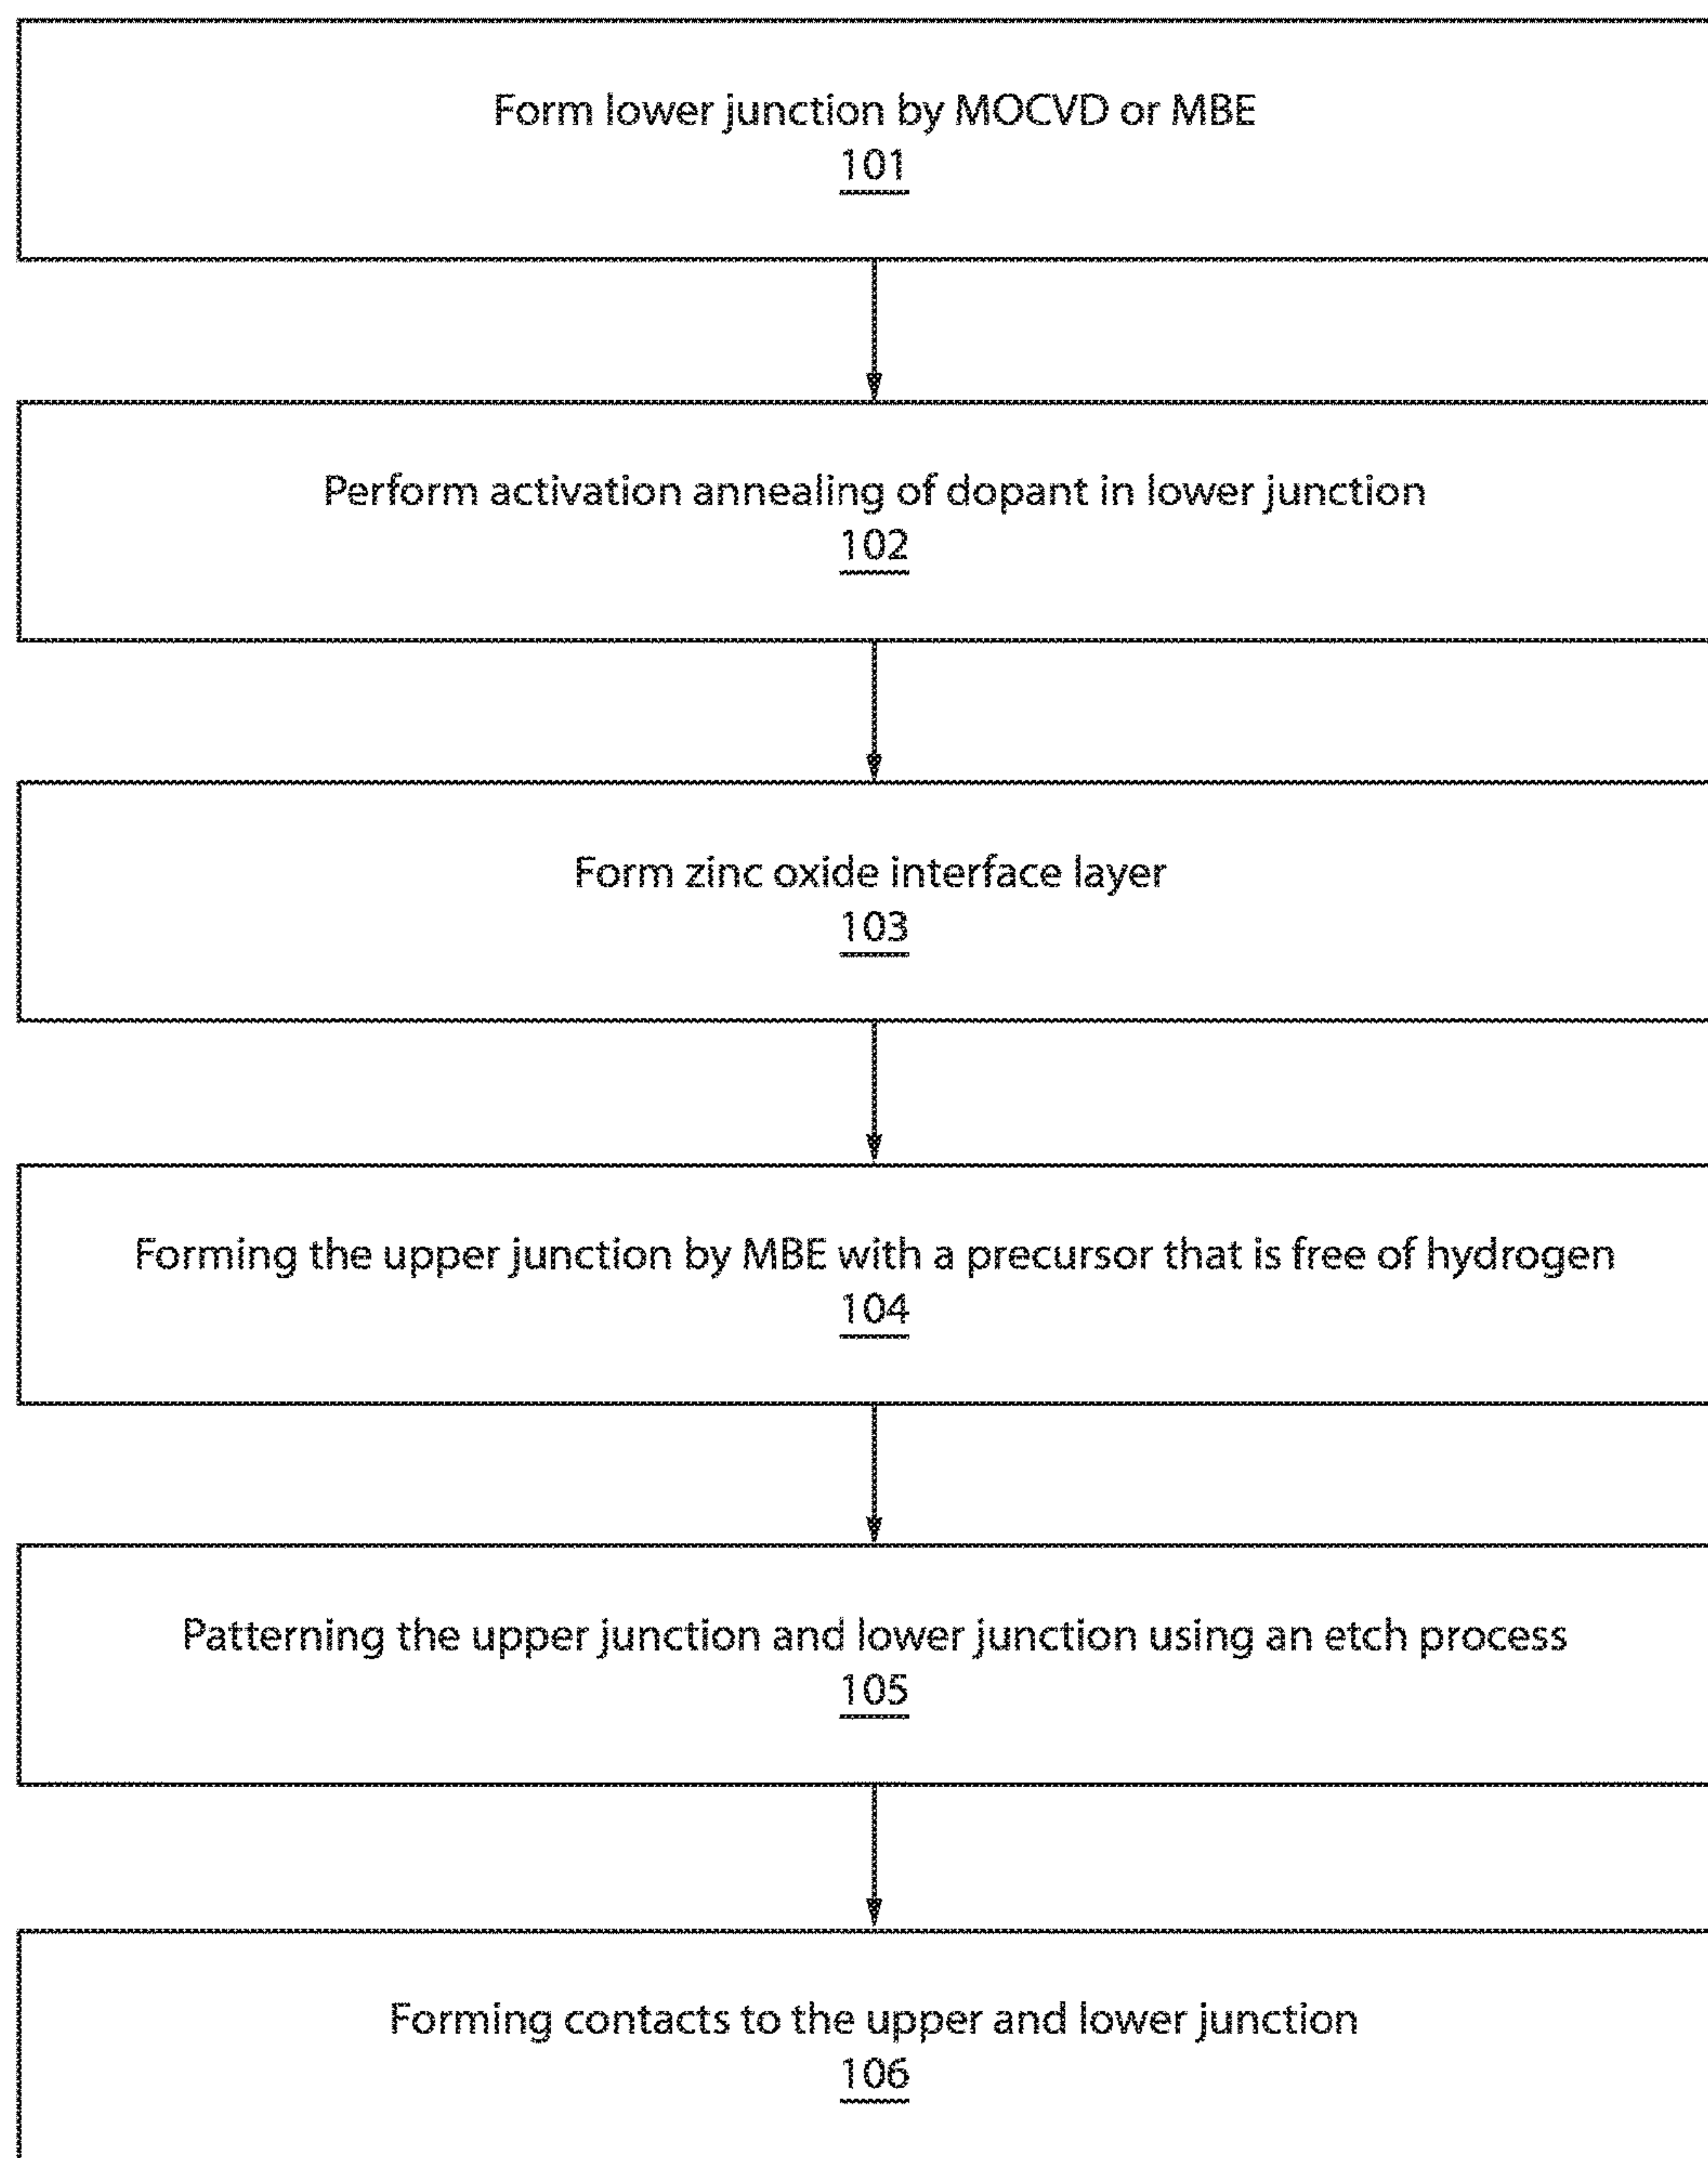 Form lower junction by MOCVD or MBE
101
Perform activation annealing of dopant in lower junction
102
Form zinc oxide interface layer
103
Forming the upper junction by MBE with a precursor that is free of hydrogen
104
Patterning the upper junction and lower junction using an etch process
105
Forming contacts to the upper and lower junction
106